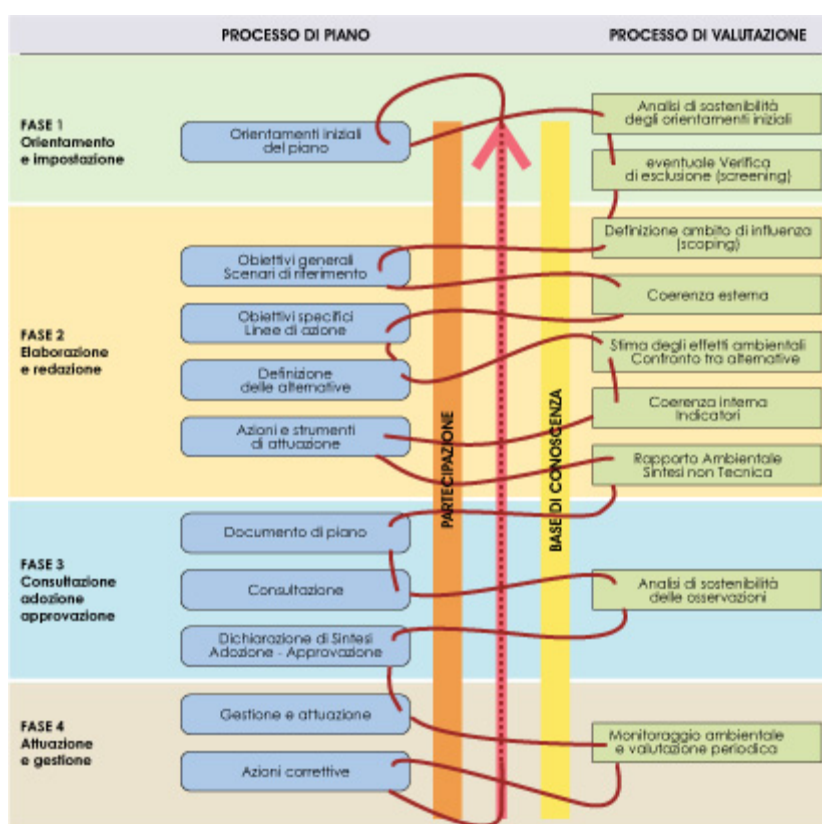 PROCESSO DI PIANO
PROCESSO DI VALUTAZIONE
FASE 1
Orientamento
e impostazione
Orientamenti iniziali
del piano
Analisi di sostenibilità
degli orientamenti iniziali
eventuale Verifica
di esclusione (screening)
FASE 2
Elaborazione
e redazione
Obiettivi generali
Scenari di riferimento
Obiettivi specifici
Linee di azione
Definizione
delle alternative
Azioni e strumenti
di attuazione
Definizione ambito di influenza
(scoping)
Coerenza esterna
Stima degli effetti ambientali
Confronto tra alternative
Coerenza interna
Indicatori
Rapporto Ambientale
Sintesi non Tecnica
PARTECIPAZIONE
BASE DI CONOSCENZA
FASE 3
Consultazione
adozione
approvazione
Documento di piano
Consultazione
Dichiarazione di Sintesi
Adozione - Approvazione
Analisi di sostenibilità
delle osservazioni
FASE 4
Attuazione
e gestione
Gestione e attuazione
Azioni correttive
Monitoraggio ambientale
e valutazione periodica